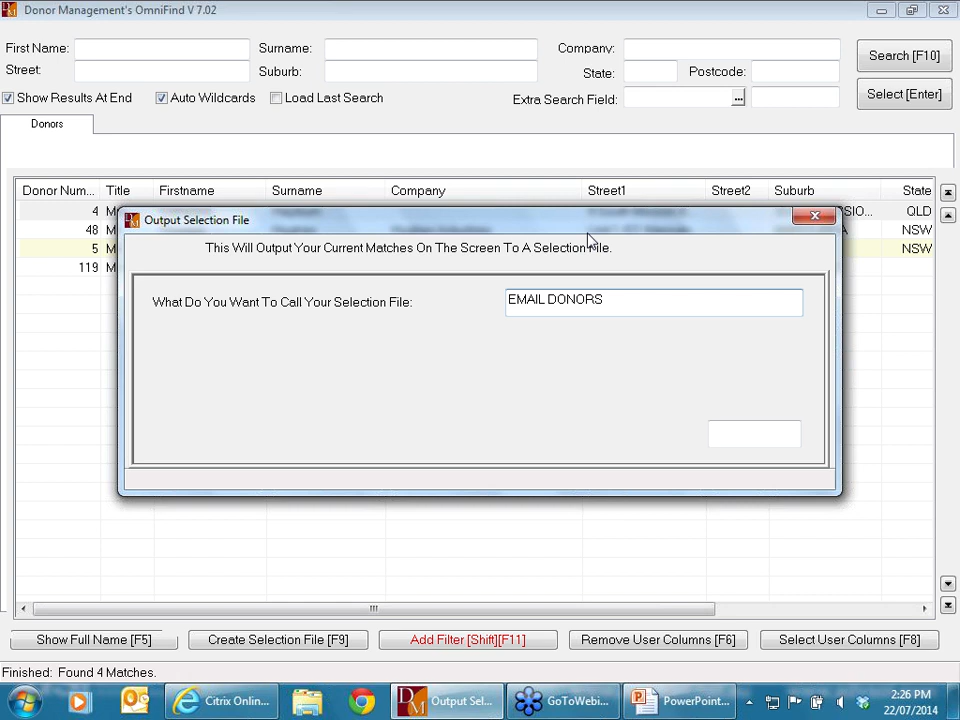 Donor Management's OmniFind V 7.02
First Name: Surname: Company: Search [F10]
Street: Suburb: State: Postcode:
Show Results At End Auto Wildcards Load Last Search Extra Search Field: ... Select [Enter]
Donors
Donor Num... Title Firstname Surname Company Street1 Street2 Suburb State
4 M QLD
48 M NSW
5 M NSW
119 M
Output Selection File
This Will Output Your Current Matches On The Screen To A Selection File.
What Do You Want To Call Your Selection File: EMAIL DONORS
Show Full Name [F5] Create Selection File [F9] Add Filter [Shift][F11] Remove User Columns [F6] Select User Columns [F8]
Finished: Found 4 Matches.
Citrix Onlin... Output Sel... GoToWebi... PowerPoint... 2:26 PM
22/07/2014